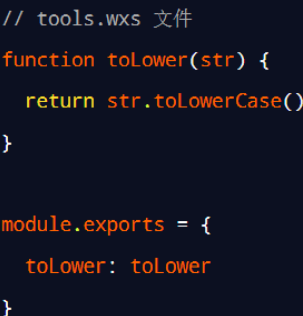 // tools.wxs 文件
function toLower(str) {
  return str.toLowerCase()
}

module.exports = {
  toLower: toLower
}